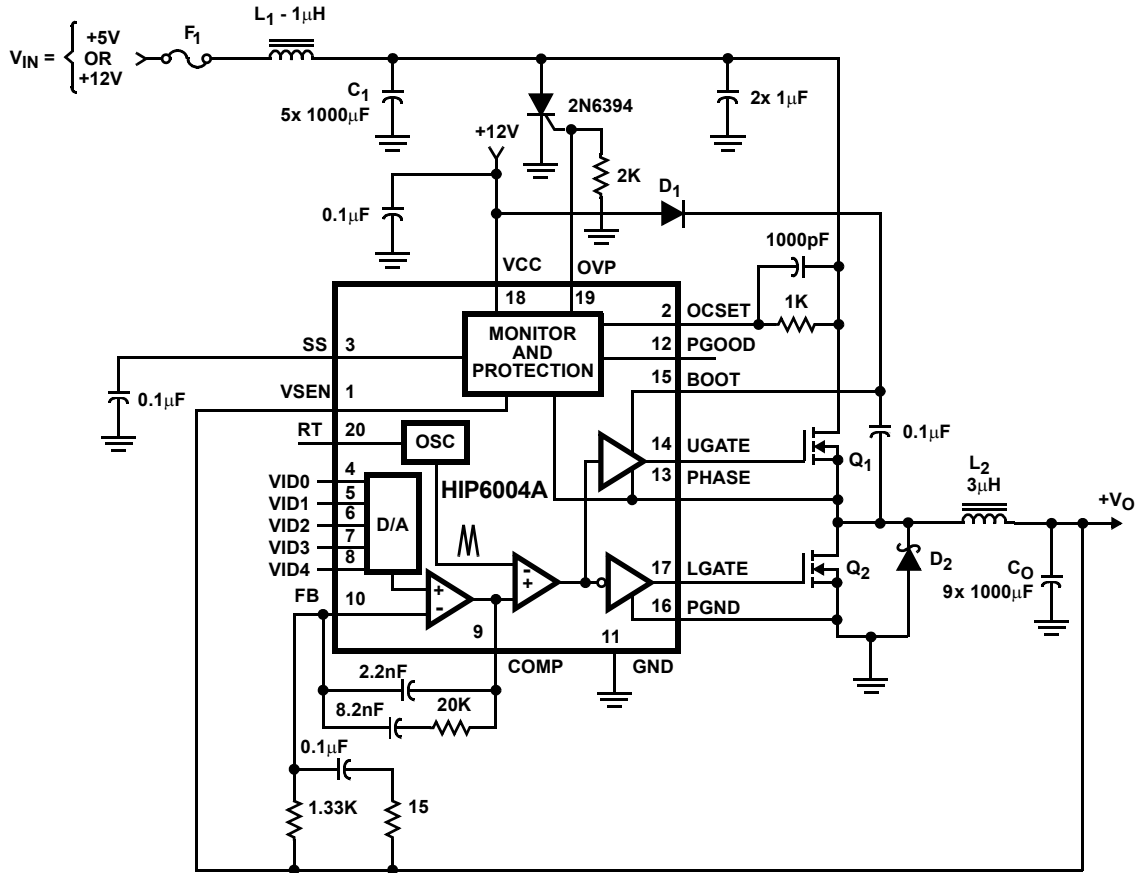 L1 - 1μH
F1
VIN =
+5V
OR
+12V
C1
5x 1000μF
2N6394
2x 1μF
+12V
2K
D1
0.1μF
1000pF
VCC
OVP
18
19
1K
2
OCSET
MONITOR
AND
PROTECTION
SS
3
12
PGOOD
15
BOOT
VSEN
1
0.1μF
RT
20
OSC
14
UGATE
0.1μF
Q1
13
PHASE
L2
3μH
+VO
VID0
4
VID1
5
VID2
6
VID3
7
VID4
8
D/A
HIP6004A
+
-
-
+
17
LGATE
Q2
D2
CO
9x 1000μF
FB
10
16
PGND
9
11
COMP
GND
2.2nF
8.2nF
20K
0.1μF
1.33K
15